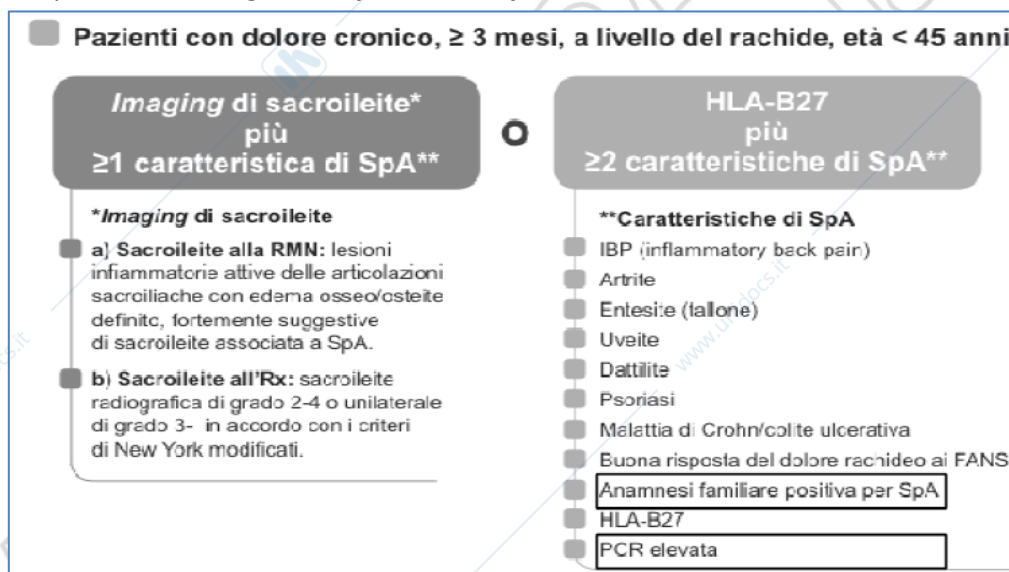 Pazienti con dolore cronico, ≥ 3 mesi, a livello del rachide, età < 45 anni
Imaging di sacroileite*
più
≥1 caratteristica di SpA**
O
HLA-B27
più
≥2 caratteristiche di SpA**
*Imaging di sacroileite
a) Sacroileite alla RMN: lesioni
infiammatorie attive delle articolazioni
sacroiliache con edema osseo/osteite
definito, fortemente suggestive
di sacroileite associata a SpA.
b) Sacroileite all'Rx: sacroileite
radiografica di grado 2-4 o unilaterale
di grado 3- in accordo con i criteri
di New York modificati.
**Caratteristiche di SpA
IBP (inflammatory back pain)
Artrite
Entesite (tallone)
Uveite
Dattilite
Psoriasi
Malattia di Crohn/colite ulcerativa
Buona risposta del dolore rachideo ai FANS
Anamnesi familiare positiva per SpA
HLA-B27
PCR elevata